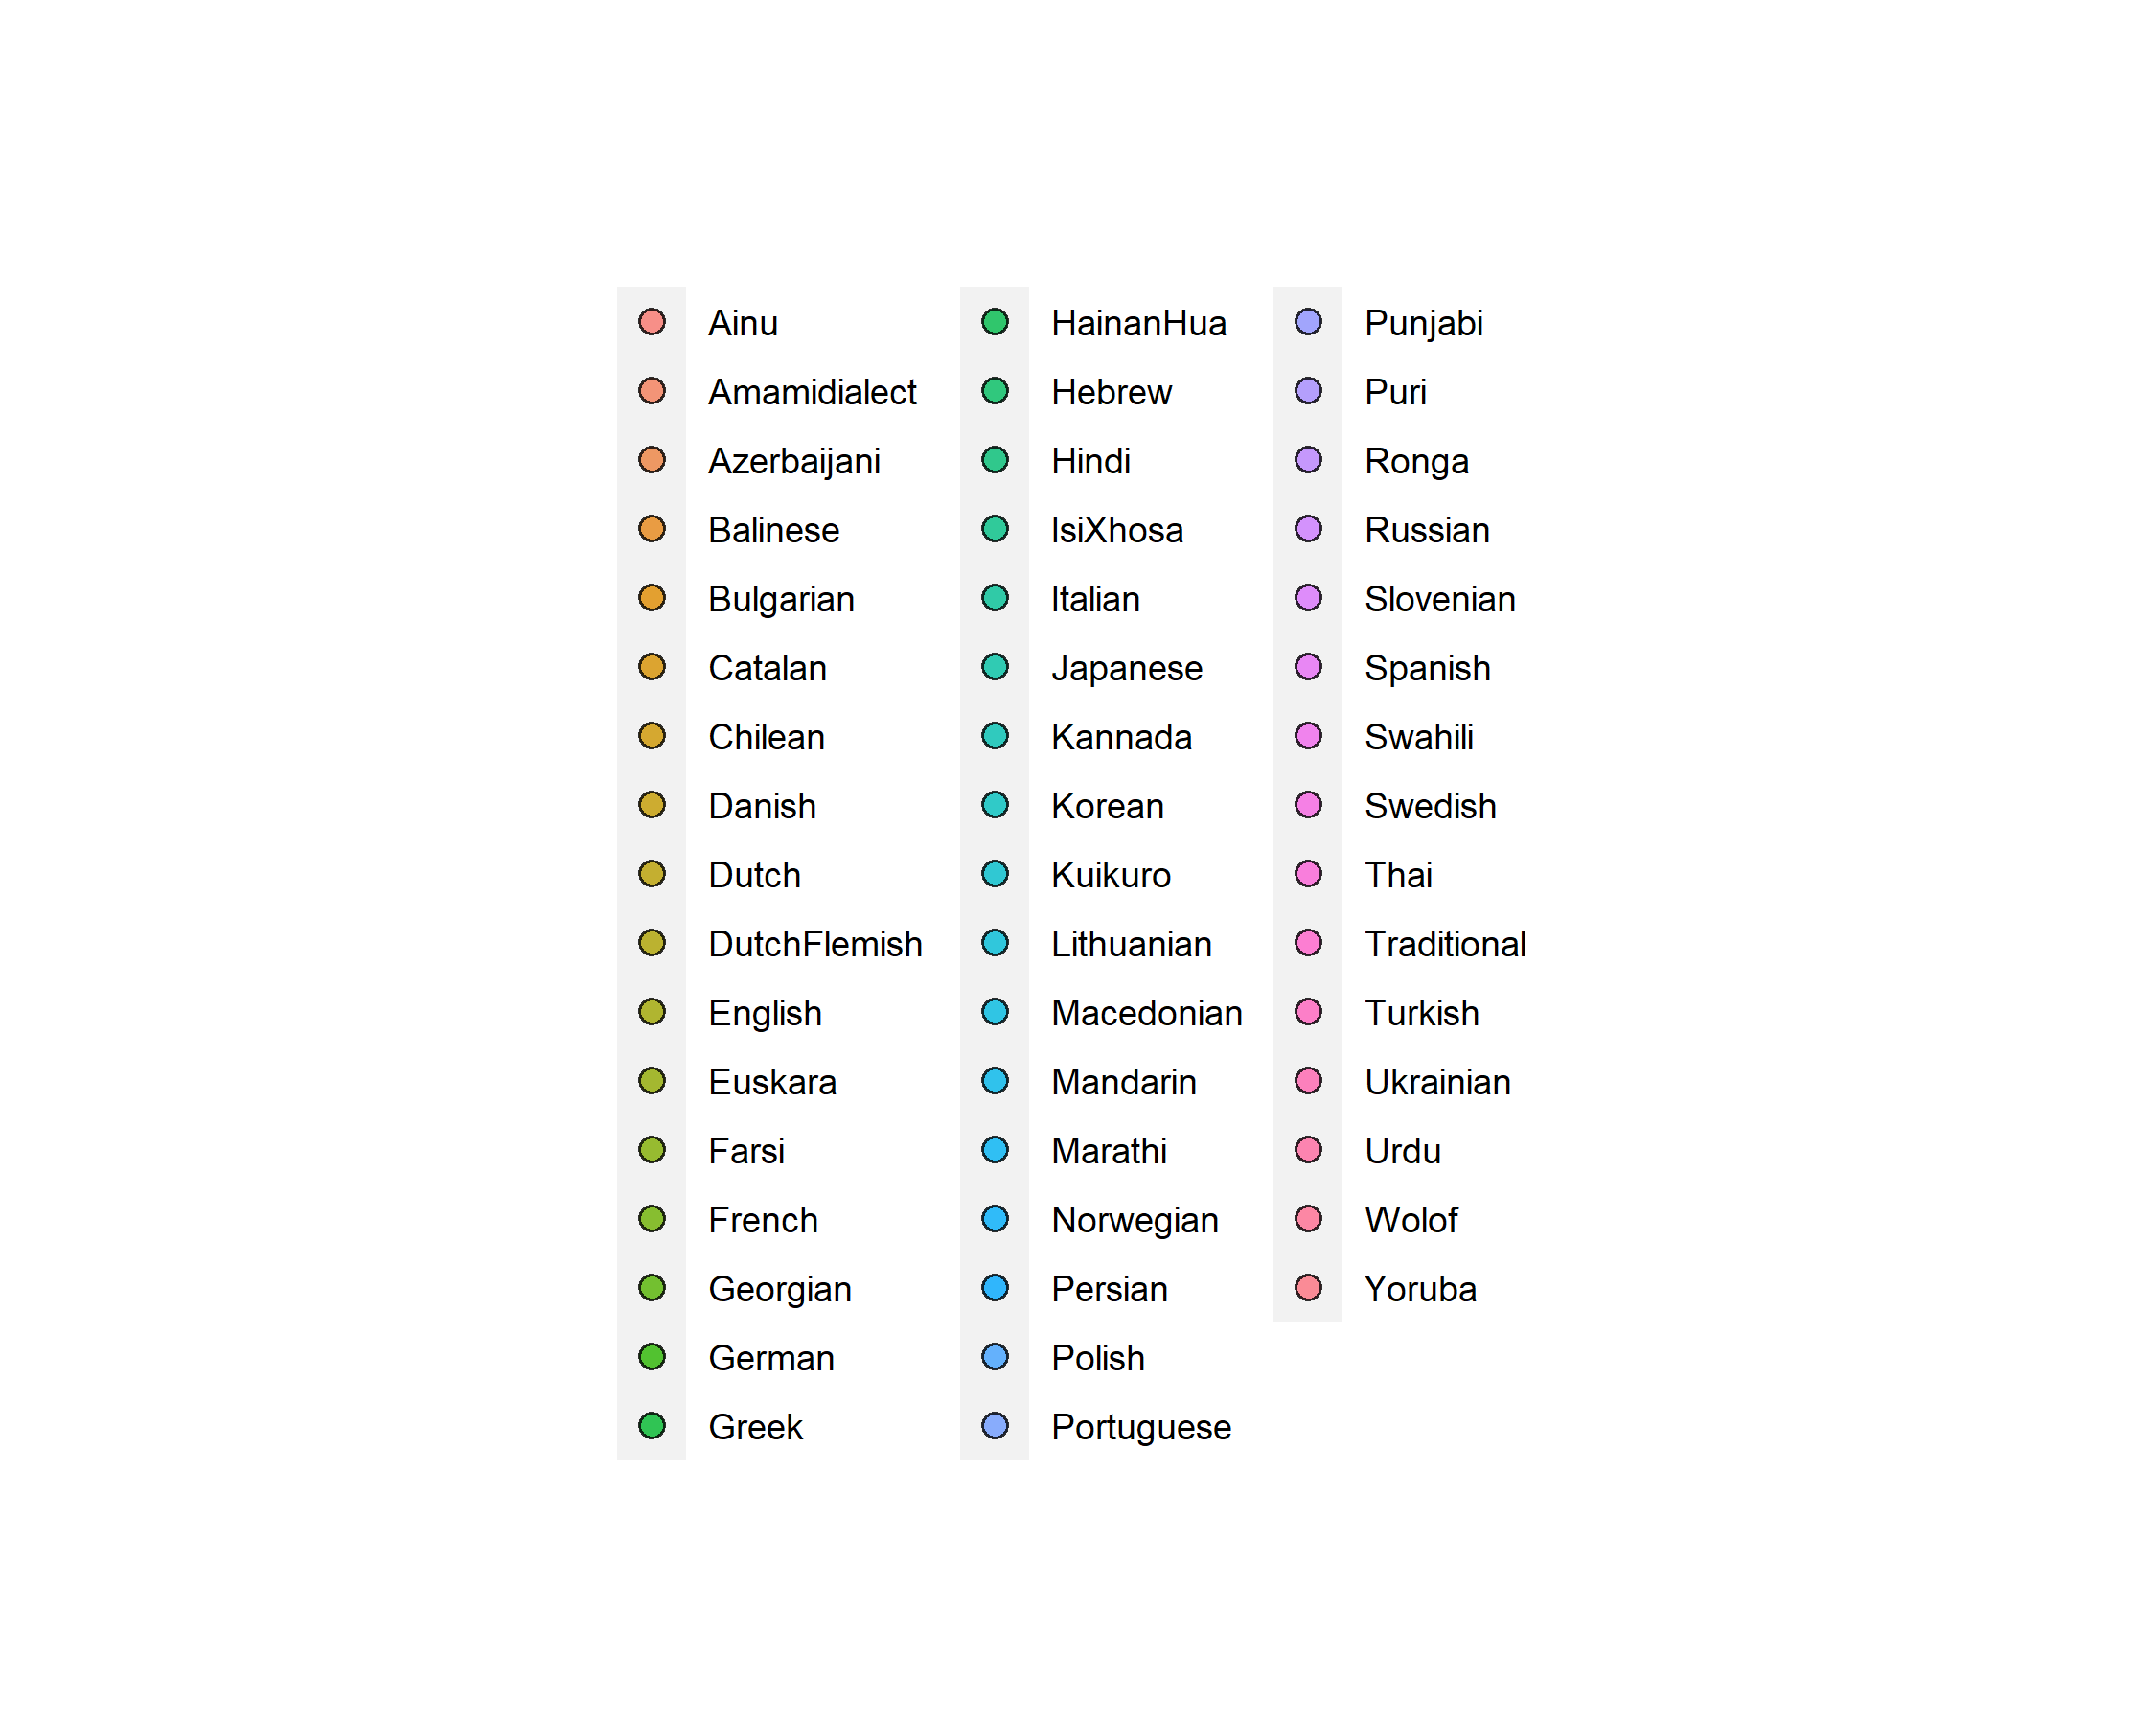 Ainu
Amamidialect
Azerbaijani
Balinese
Bulgarian
Catalan
Chilean
Danish
Dutch
DutchFlemish
English
Euskara
Farsi
French
Georgian
German
Greek
HainanHua
Hebrew
Hindi
IsiXhosa
Italian
Japanese
Kannada
Korean
Kuikuro
Lithuanian
Macedonian
Mandarin
Marathi
Norwegian
Persian
Polish
Portuguese
Punjabi
Puri
Ronga
Russian
Slovenian
Spanish
Swahili
Swedish
Thai
Traditional
Turkish
Ukrainian
Urdu
Wolof
Yoruba